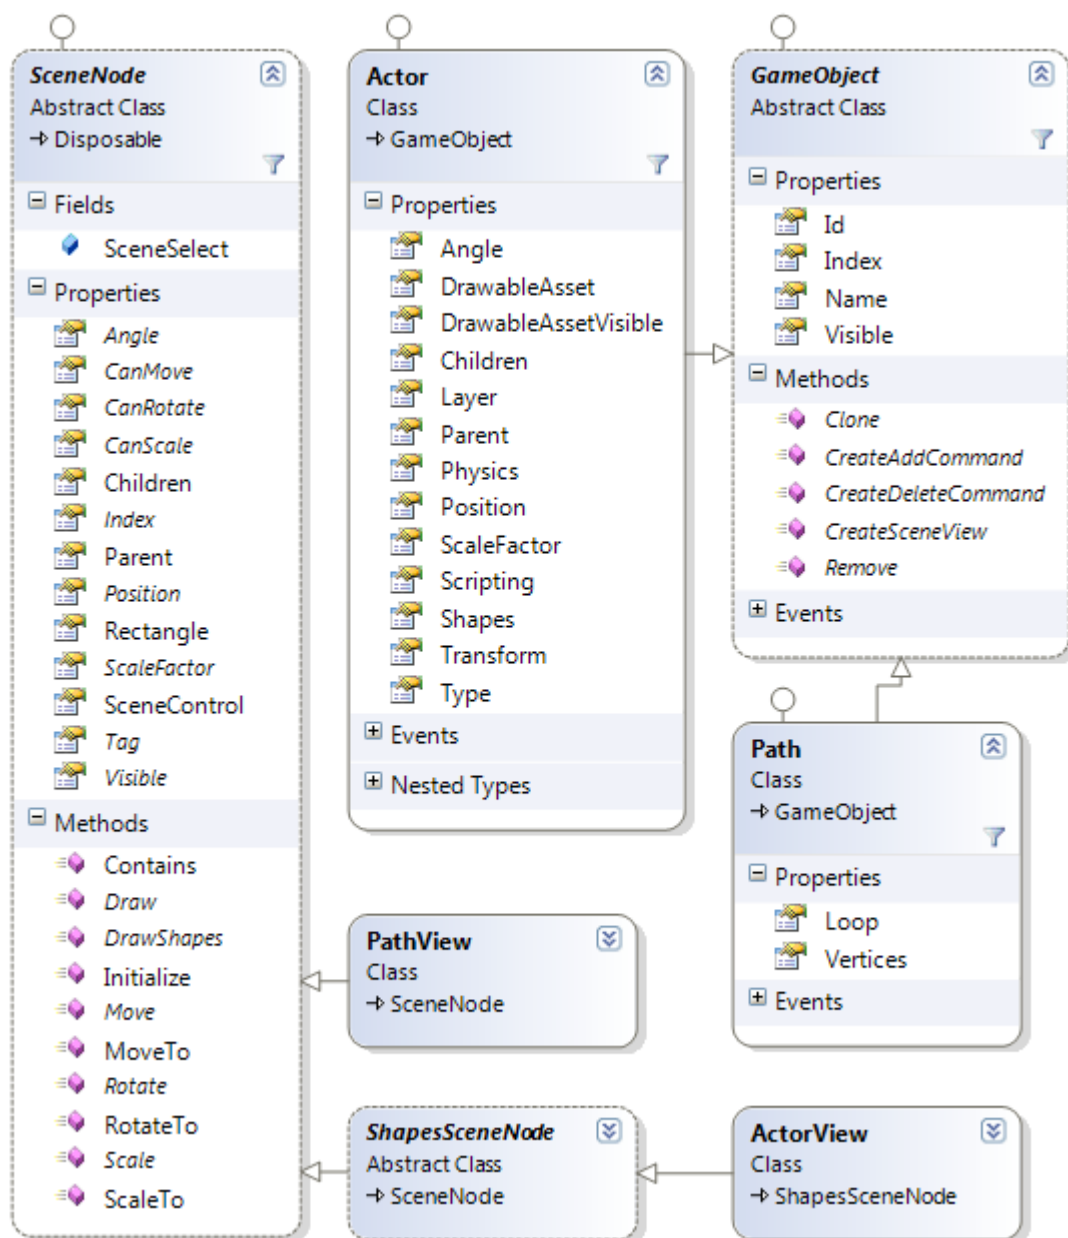 SceneNode
Abstract Class
Disposable
Fields
SceneSelect
Properties
Angle
CanMove
CanRotate
CanScale
Children
Index
Parent
Position
Rectangle
ScaleFactor
SceneControl
Tag
Visible
Methods
Contains
Draw
DrawShapes
Initialize
Move
MoveTo
Rotate
RotateTo
Scale
ScaleTo
Actor
Class
GameObject
Properties
Angle
DrawableAsset
DrawableAssetVisible
Children
Layer
Parent
Physics
Position
ScaleFactor
Scripting
Shapes
Transform
Type
Events
Nested Types
GameObject
Abstract Class
Properties
Id
Index
Name
Visible
Methods
Clone
CreateAddCommand
CreateDeleteCommand
CreateSceneView
Remove
Events
Path
Class
GameObject
Properties
Loop
Vertices
Events
PathView
Class
SceneNode
ShapesSceneNode
Abstract Class
SceneNode
ActorView
Class
ShapesSceneNode